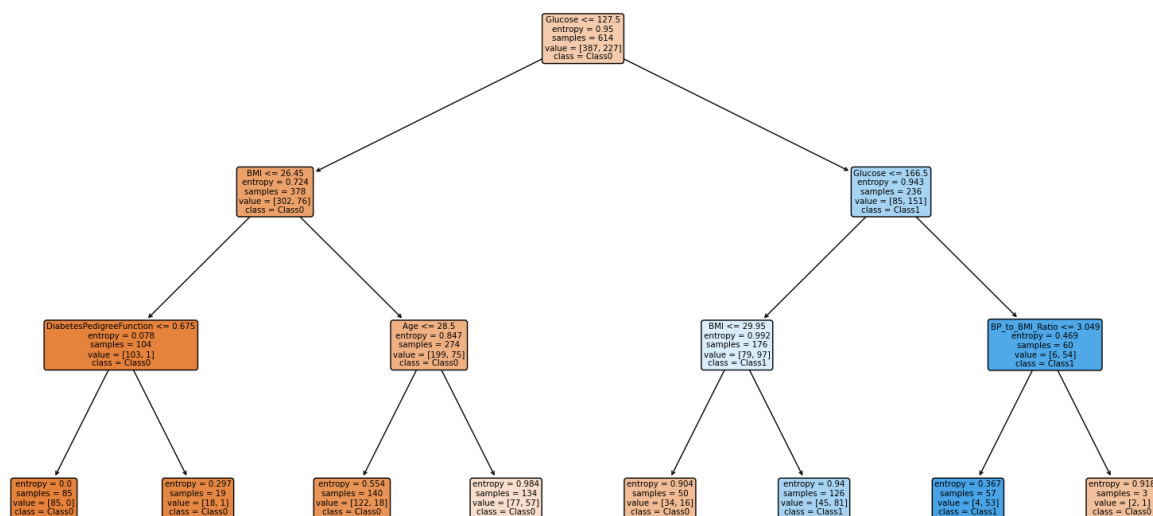 Glucose <= 127.5
entropy = 0.95
samples = 614
value = [387, 227]
class = Class0
BMI <= 26.45
entropy = 0.724
samples = 378
value = [302, 76]
class = Class0
Glucose <= 166.5
entropy = 0.943
samples = 236
value = [85, 151]
class = Class1
DiabetesPedigreeFunction <= 0.675
entropy = 0.078
samples = 104
value = [103, 1]
class = Class0
Age <= 28.5
entropy = 0.847
samples = 274
value = [199, 75]
class = Class0
BMI <= 29.95
entropy = 0.992
samples = 176
value = [79, 97]
class = Class1
BP_to_BMI_Ratio <= 3.049
entropy = 0.469
samples = 60
value = [6, 54]
class = Class1
entropy = 0.0
samples = 85
value = [85, 0]
class = Class0
entropy = 0.297
samples = 19
value = [18, 1]
class = Class0
entropy = 0.554
samples = 140
value = [122, 18]
class = Class0
entropy = 0.984
samples = 134
value = [77, 57]
class = Class0
entropy = 0.904
samples = 50
value = [34, 16]
class = Class0
entropy = 0.94
samples = 126
value = [45, 81]
class = Class1
entropy = 0.367
samples = 57
value = [4, 53]
class = Class1
entropy = 0.918
samples = 3
value = [2, 1]
class = Class0